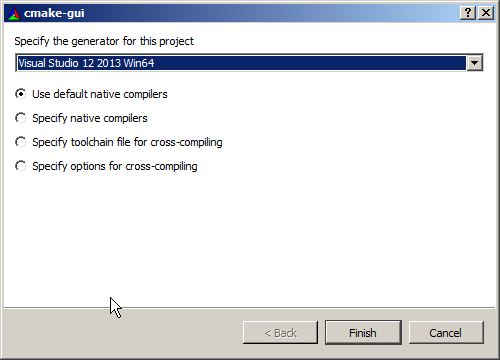 cmake-gui
Specify the generator for this project
Visual Studio 12 2013 Win64
Use default native compilers
Specify native compilers
Specify toolchain file for cross-compiling
Specify options for cross-compiling
< Back
Finish
Cancel